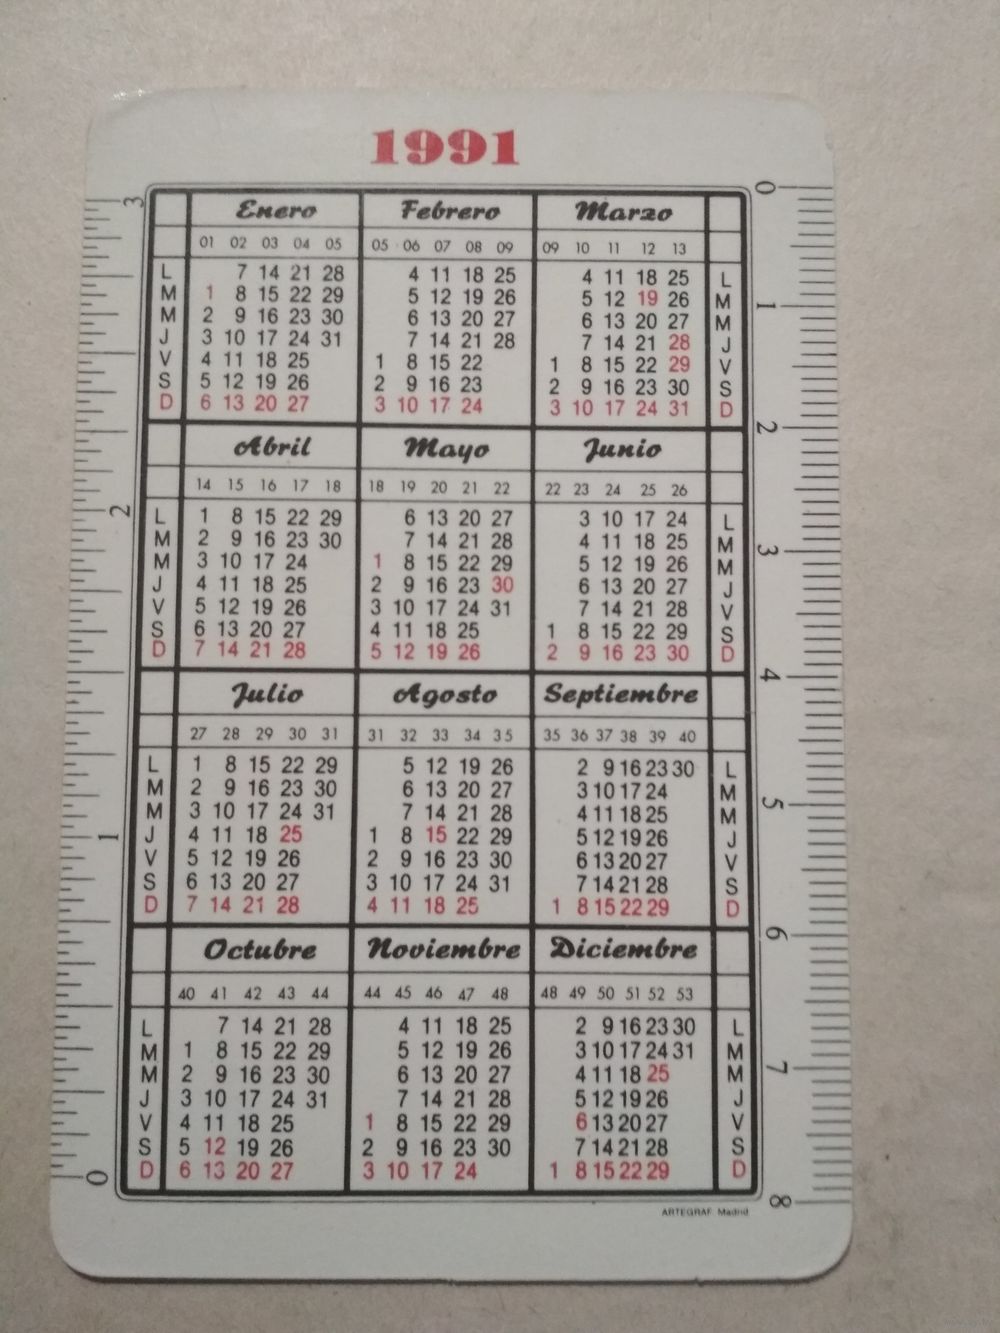 1991
Enero Febrero Marzo
01 02 03 04 05 05 06 07 08 09 09 10 11 12 13
L 7 14 21 28 4 11 18 25 4 11 18 25 L
M 1 8 15 22 29 5 12 19 26 5 12 19 26 M
M 2 9 16 23 30 6 13 20 27 6 13 20 27 M
J 3 10 17 24 31 7 14 21 28 7 14 21 28 J
V 4 11 18 25 1 8 15 22 1 8 15 22 29 V
S 5 12 19 26 2 9 16 23 2 9 16 23 30 S
D 6 13 20 27 3 10 17 24 3 10 17 24 31 D
Abril Mayo Junio
14 15 16 17 18 18 19 20 21 22 22 23 24 25 26
L 1 8 15 22 29 6 13 20 27 3 10 17 24 L
M 2 9 16 23 30 7 14 21 28 4 11 18 25 M
M 3 10 17 24 1 8 15 22 29 5 12 19 26 M
J 4 11 18 25 2 9 16 23 30 6 13 20 27 J
V 5 12 19 26 3 10 17 24 31 7 14 21 28 V
S 6 13 20 27 4 11 18 25 1 8 15 22 29 S
D 7 14 21 28 5 12 19 26 2 9 16 23 30 D
Julio Agosto Septiembre
27 28 29 30 31 31 32 33 34 35 35 36 37 38 39 40
L 1 8 15 22 29 5 12 19 26 2 9 16 23 30 L
M 2 9 16 23 30 6 13 20 27 3 10 17 24 M
M 3 10 17 24 31 7 14 21 28 4 11 18 25 M
J 4 11 18 25 1 8 15 22 29 5 12 19 26 J
V 5 12 19 26 2 9 16 23 30 6 13 20 27 V
S 6 13 20 27 3 10 17 24 31 7 14 21 28 S
D 7 14 21 28 4 11 18 25 1 8 15 22 29 D
Octubre Noviembre Diciembre
40 41 42 43 44 44 45 46 47 48 48 49 50 51 52 53
L 7 14 21 28 4 11 18 25 2 9 16 23 30 L
M 1 8 15 22 29 5 12 19 26 3 10 17 24 31 M
M 2 9 16 23 30 6 13 20 27 4 11 18 25 M
J 3 10 17 24 31 7 14 21 28 5 12 19 26 J
V 4 11 18 25 1 8 15 22 29 6 13 20 27 V
S 5 12 19 26 2 9 16 23 30 7 14 21 28 S
D 6 13 20 27 3 10 17 24 1 8 15 22 29 D
ARTEGRAF Madrid
3
2
1
0
0
1
2
3
4
5
6
7
8